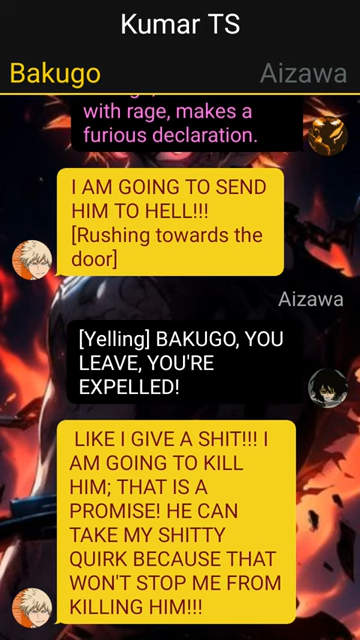 Kumar TS
Bakugo
Aizawa
with rage, makes a
furious declaration.
I AM GOING TO SEND
HIM TO HELL!!!
[Rushing towards the
door]
Aizawa
[Yelling] BAKUGO, YOU
LEAVE, YOU'RE
EXPELLED!
LIKE I GIVE A SHIT!!! I
AM GOING TO KILL
HIM; THAT IS A
PROMISE! HE CAN
TAKE MY SHITTY
QUIRK BECAUSE THAT
WON'T STOP ME FROM
KILLING HIM!!!